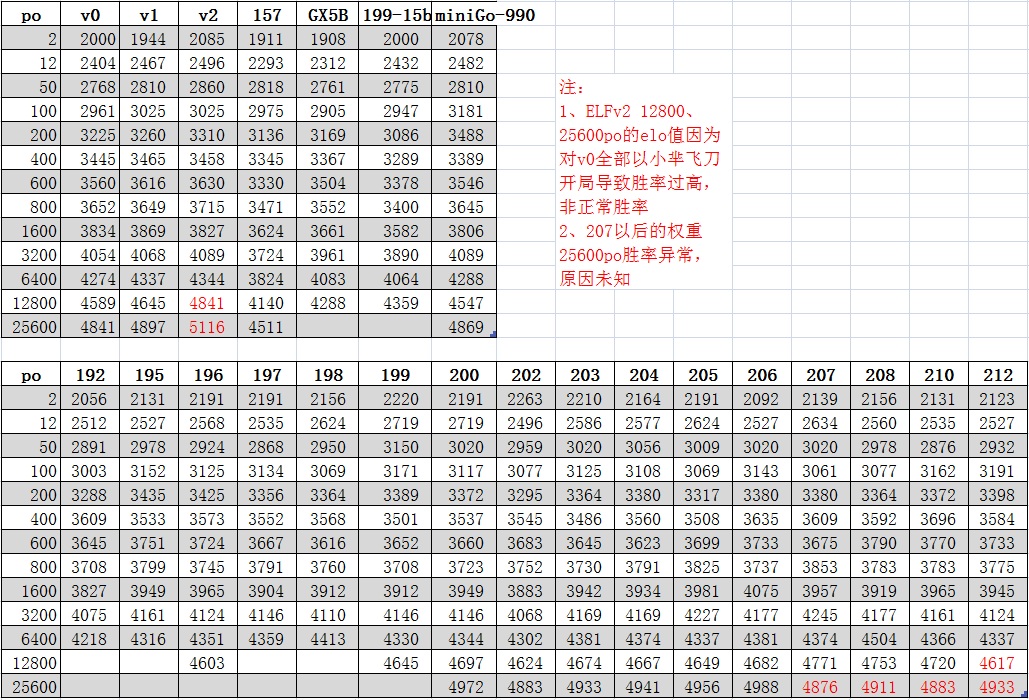 po v0 v1 v2 157 GX5B 199-15b miniGo-990
2 2000 1944 2085 1911 1908 2000 2078
12 2404 2467 2496 2293 2312 2432 2482
50 2768 2810 2860 2818 2761 2775 2810
100 2961 3025 3025 2975 2905 2947 3181
200 3225 3260 3310 3136 3169 3086 3488
400 3445 3465 3458 3345 3367 3289 3389
600 3560 3616 3630 3330 3504 3378 3546
800 3652 3649 3715 3471 3552 3400 3645
1600 3834 3869 3827 3624 3661 3582 3806
3200 4054 4068 4089 3724 3961 3890 4089
6400 4274 4337 4344 3824 4083 4064 4288
12800 4589 4645 4841 4140 4288 4359 4547
25600 4841 4897 5116 4511 4869
注:
1、ELFv2 12800、
25600po的elo值因为
对v0全部以小芈飞刀
开局导致胜率过高,
非正常胜率
2、207以后的权重
25600po胜率异常,
原因未知
po 192 195 196 197 198 199 200 202 203 204 205 206 207 208 210 212
2 2056 2131 2191 2191 2156 2220 2191 2263 2210 2164 2191 2092 2139 2156 2131 2123
12 2512 2527 2568 2535 2624 2719 2719 2496 2586 2577 2624 2527 2634 2560 2535 2527
50 2891 2978 2924 2868 2950 3150 3020 2959 3020 3056 3009 3020 3020 2978 2876 2932
100 3003 3152 3125 3134 3069 3171 3117 3077 3125 3108 3069 3143 3061 3077 3162 3191
200 3288 3435 3425 3356 3364 3389 3372 3295 3364 3380 3317 3380 3380 3364 3372 3398
400 3609 3533 3573 3552 3568 3501 3537 3545 3486 3560 3508 3635 3609 3592 3696 3584
600 3645 3751 3724 3667 3616 3652 3660 3683 3645 3623 3699 3733 3675 3790 3770 3733
800 3708 3799 3745 3791 3760 3708 3723 3752 3730 3791 3825 3737 3853 3783 3783 3775
1600 3827 3949 3965 3904 3912 3912 3949 3883 3942 3934 3981 4075 3957 3919 3965 3945
3200 4075 4161 4124 4146 4110 4146 4146 4068 4169 4169 4227 4177 4245 4177 4161 4124
6400 4218 4316 4351 4359 4413 4330 4344 4302 4381 4374 4337 4381 4374 4504 4366 4337
12800 4603 4645 4697 4624 4674 4667 4649 4682 4771 4753 4720 4617
25600 4972 4883 4933 4941 4956 4988 4876 4911 4883 4933